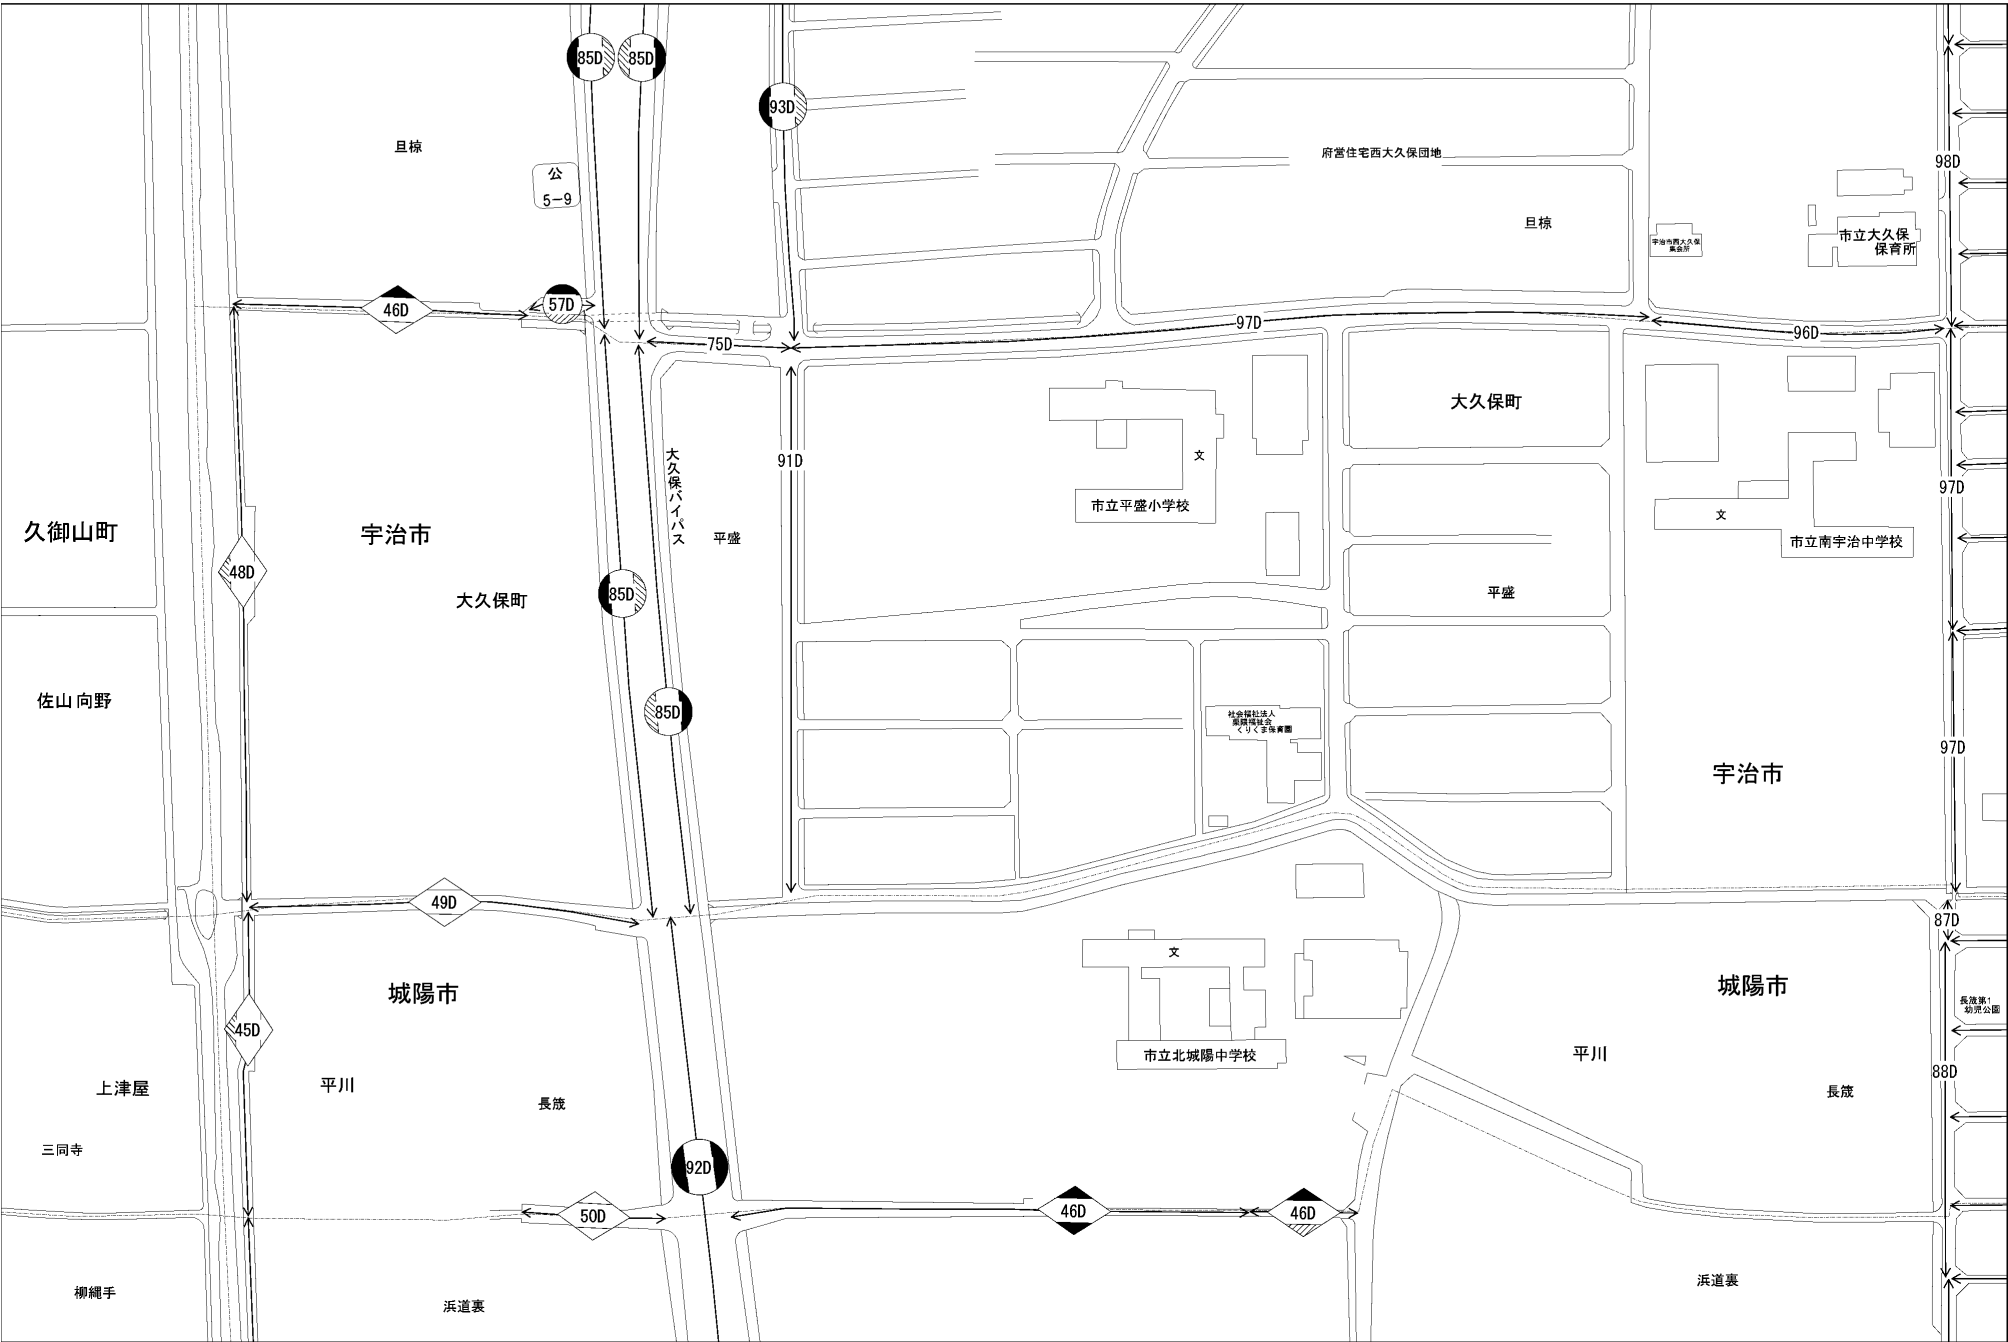 85D
85D
93D
旦椋
公
5-9
府営住宅西大久保団地
98D
旦椋
宇治市西大久保
集会所
市立大久保
保育所
46D
57D
75D
97D
96D
大久保町
91D
文
市立平盛小学校
大久保バイパス
平盛
97D
文
市立南宇治中学校
久御山町
宇治市
48D
大久保町
85D
平盛
佐山向野
85D
社会福祉法人
栗隈福祉会
くりくま保育園
97D
宇治市
49D
87D
文
城陽市
城陽市
長筬第1
幼児公園
45D
市立北城陽中学校
平川
88D
上津屋
平川
長筬
長筬
三同寺
92D
50D
46D
46D
柳縄手
浜道裏
浜道裏